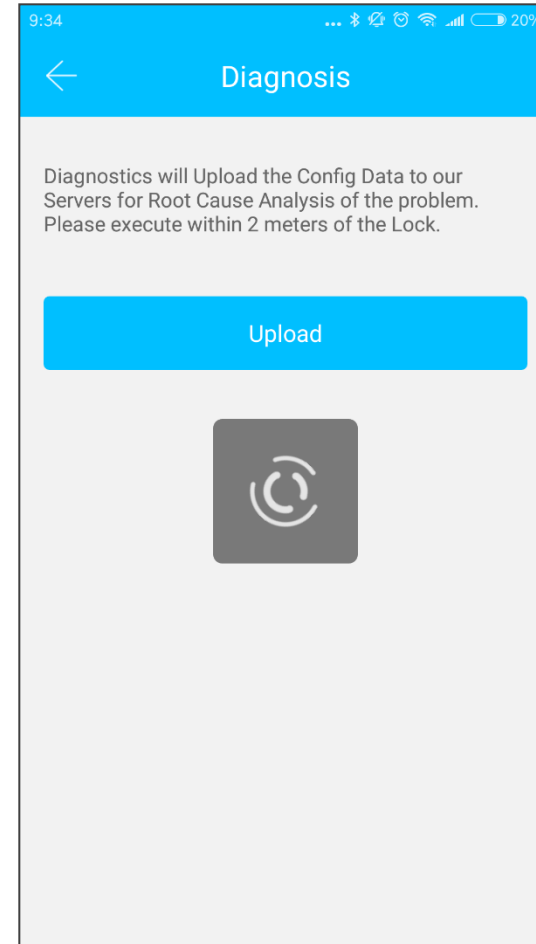 9:34 ... 20%
Diagnosis
Diagnostics will Upload the Config Data to our
Servers for Root Cause Analysis of the problem.
Please execute within 2 meters of the Lock.
Upload